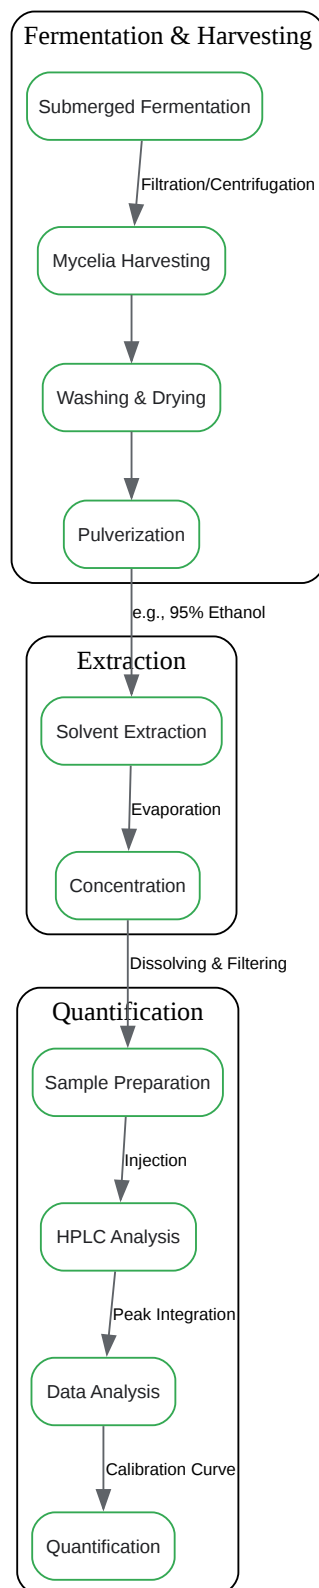 Fermentation & Harvesting
Submerged Fermentation
Filtration/Centrifugation
Mycelia Harvesting
Washing & Drying
Pulverization
e.g., 95% Ethanol
Extraction
Solvent Extraction
Evaporation
Concentration
Dissolving & Filtering
Quantification
Sample Preparation
Injection
HPLC Analysis
Peak Integration
Data Analysis
Calibration Curve
Quantification